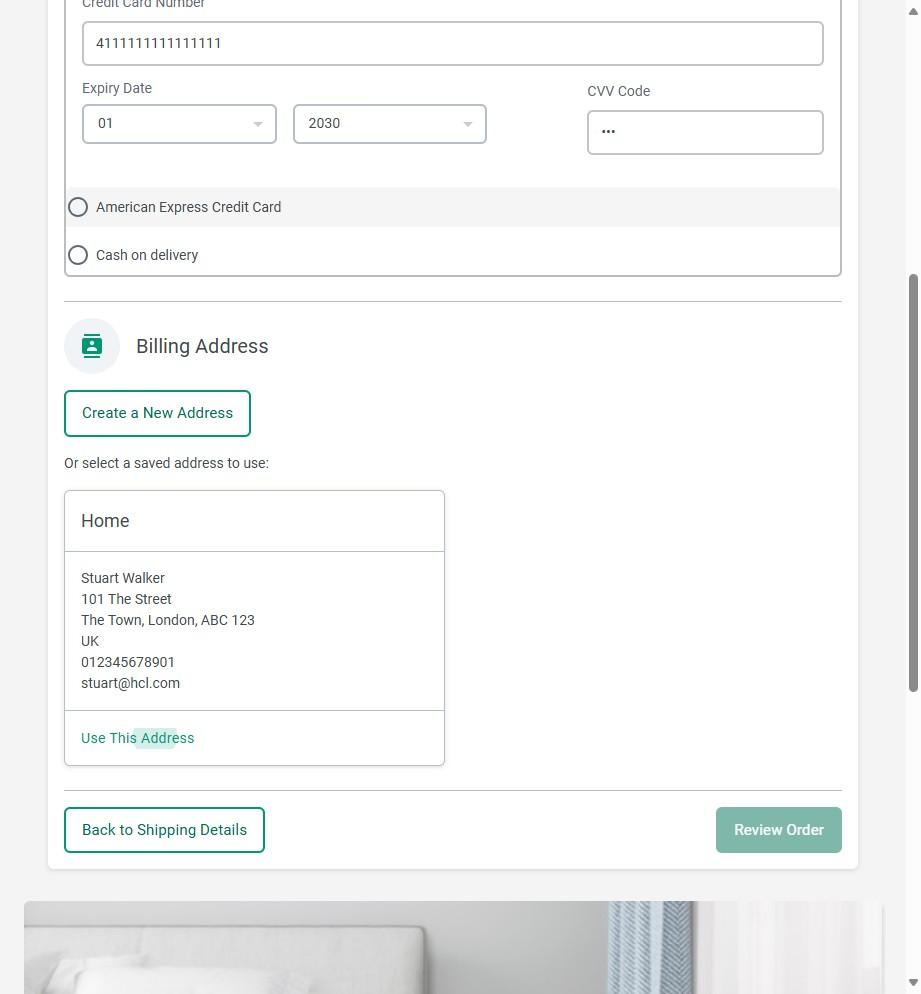 Credit Card Number
4111111111111111
Expiry Date
CVV Code
01
2030
•••
American Express Credit Card
Cash on delivery
Billing Address
Create a New Address
Or select a saved address to use:
Home
Stuart Walker
101 The Street
The Town, London, ABC 123
UK
012345678901
stuart@hcl.com
Use This Address
Back to Shipping Details
Review Order